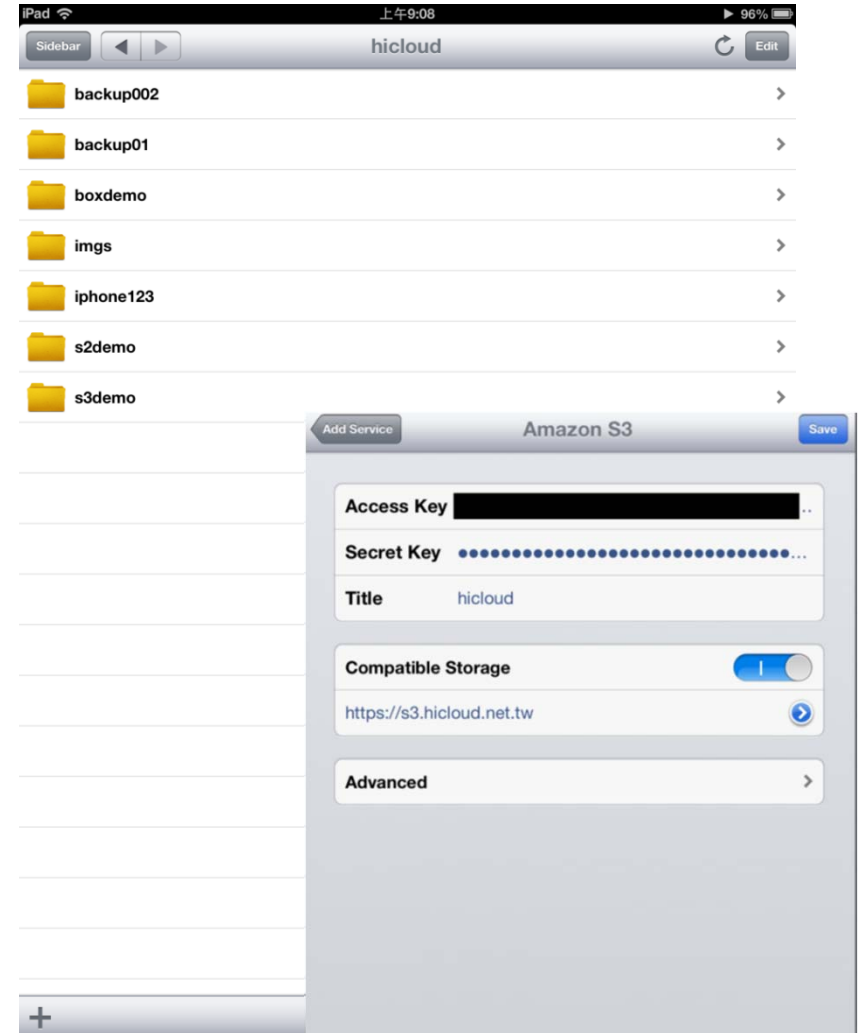 iPad 上午9:08 96%
Sidebar hicloud Edit
backup002
backup01
boxdemo
imgs
iphone123
s2demo
s3demo
Add Service Amazon S3 Save
Access Key ..
Secret Key ●●●●●●●●●●●●●●●●●●●●●●●●●●●●●●●...
Title hicloud
Compatible Storage
https://s3.hicloud.net.tw
Advanced